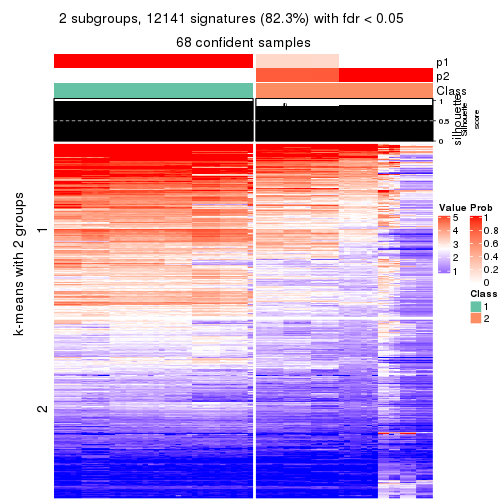 2 subgroups, 12141 signatures (82.3%) with fdr < 0.05
68 confident samples
p1
p2
Class
silhouette
Silhouette
score
1
0.5
0
k-means with 2 groups
1
2
Value
5
4
3
2
1
Prob
1
0.8
0.6
0.4
0.2
0
Class
1
2